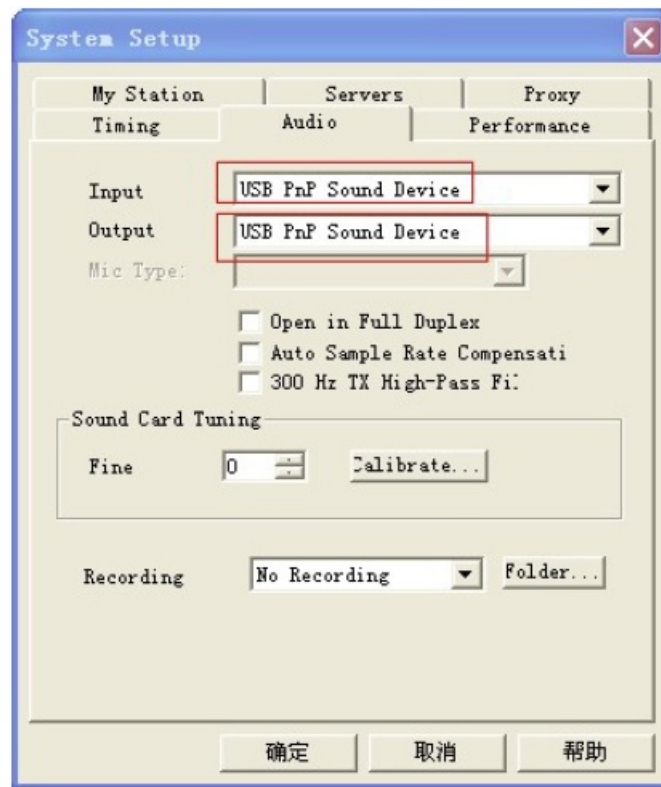 System Setup
My Station Servers Proxy
Timing Audio Performance
Input USB PnP Sound Device
Output USB PnP Sound Device
Mic Type:
Open in Full Duplex
Auto Sample Rate Compensati
300 Hz TX High-Pass Fi
Sound Card Tuning
Fine 0 Calibrate...
Recording No Recording Folder...
确定 取消 帮助